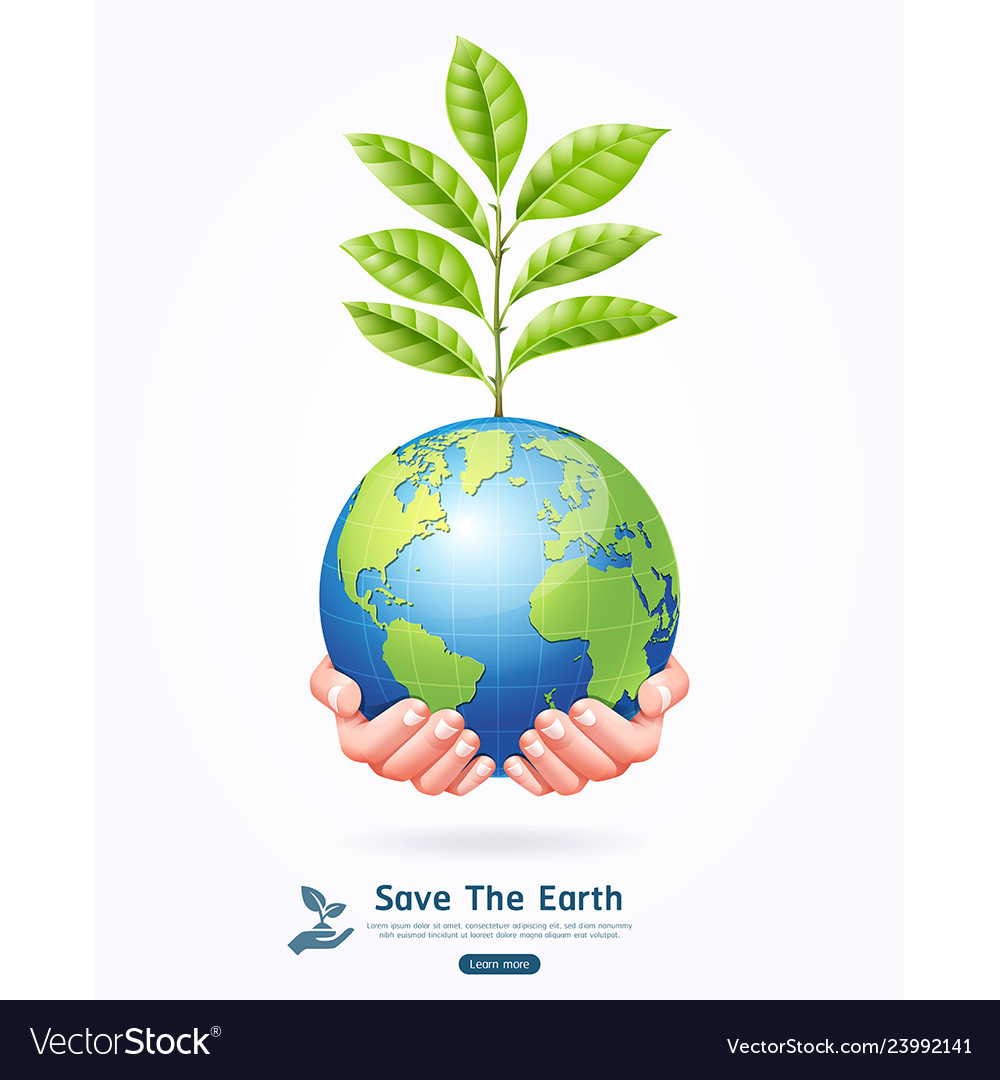 Save The Earth
Lorem ipsum dolor sit amet, consectetuer adipiscing elit, sed diam nonummy
nibh euismod tincidunt ut laoreet dolore magna aliquam erat volutpat.
Learn more
VectorStock®
VectorStock.com/23992141